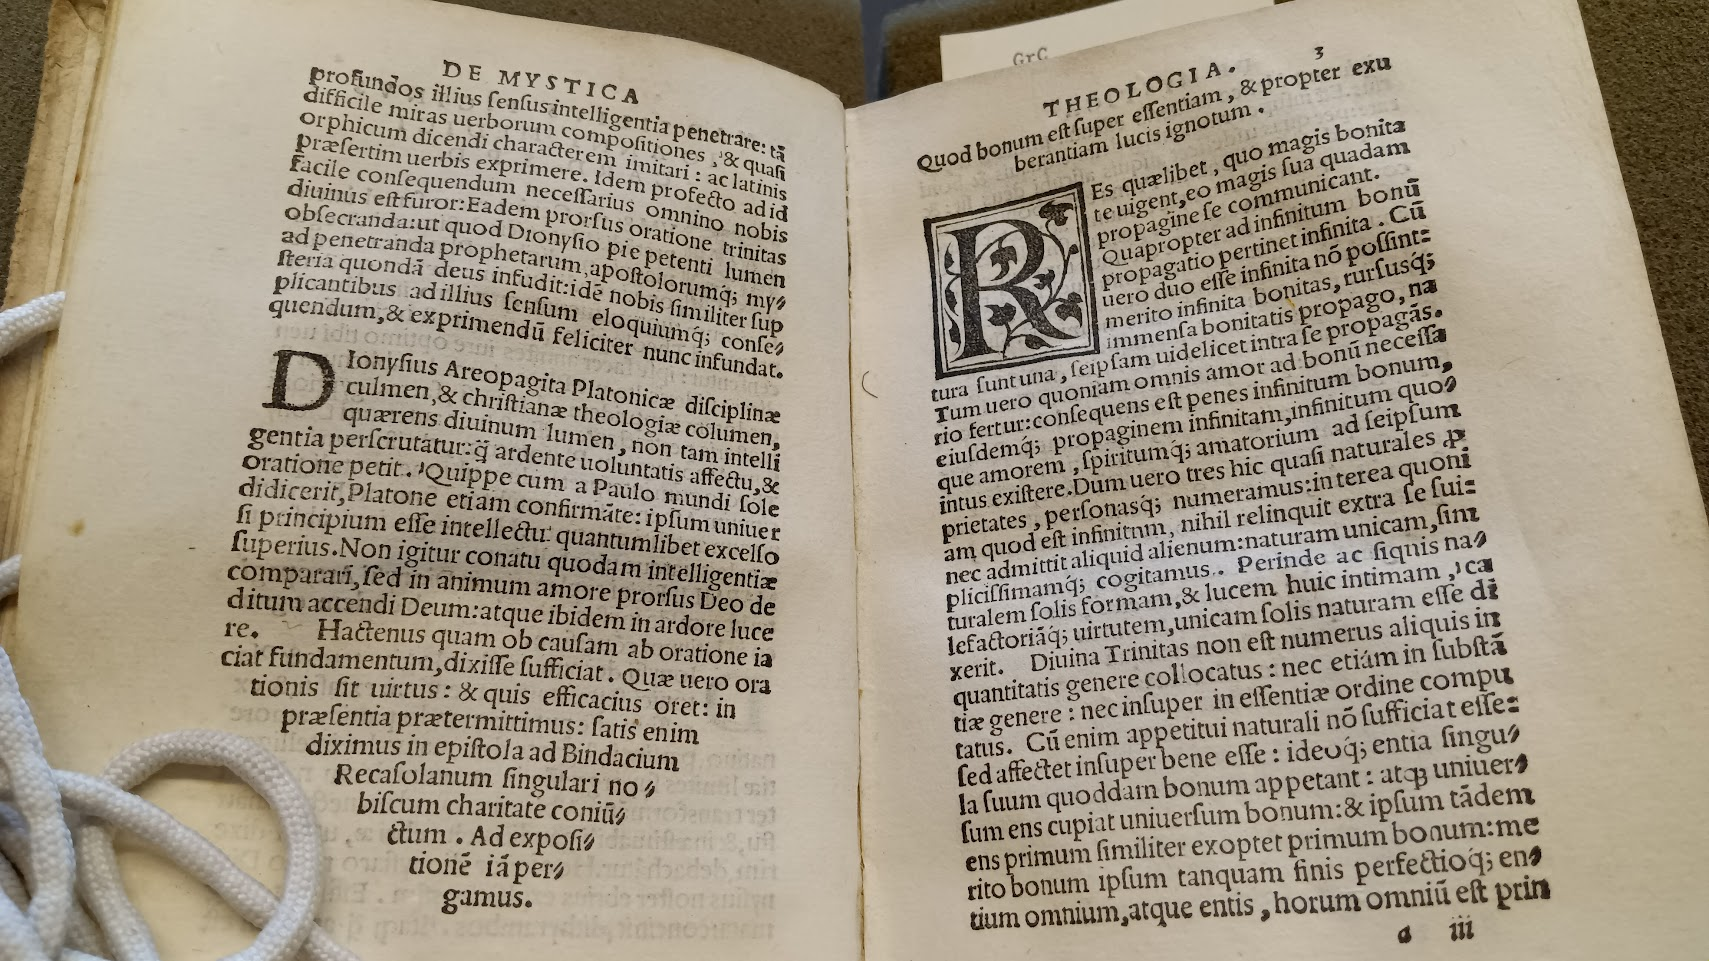 DE MYSTICA
profundos illius ſenſus intelligentia penetrare: tā
difficile miras uerborum compoſitiones, & quaſi
orphicum dicendi characterem imitari: ac latinis
præſertim uerbis exprimere. Idem profecto ad id
facile conſequendum neceſſarius omnino nobis
diuinus eſt furor: Eadem prorſus oratione trinitas
obſecranda: ut quod Dionyſio pie petenti lumen
ad penetranda prophetarum, apoſtolorumq; my⸗
ſteria quondā deus infudit: idē nobis ſimiliter ſup
plicantibus ad illius ſenſum eloquiumq; conſe⸗
quendum, & exprimendū feliciter nunc infundat.
DIonyſius Areopagita Platonicæ diſciplinæ
culmen, & chriſtianæ theologiæ columen,
quærens diuinum lumen, non tam intelli
gentia perſcrutatur: q̃ ardente uoluntatis affectu, &
oratione petit. Quippe cum a Paulo mundi ſole
didicerit, Platone etiam confirmāte: ipſum uniuer
ſi principium eſſe intellectu quantumlibet excelſo
ſuperius. Non igitur conatu quodam intelligentiæ
comparari, ſed in animum amore prorſus Deo de
ditum accendi Deum: atque ibidem in ardore luce
re. Hactenus quam ob cauſam ab oratione ia
ciat fundamentum, dixiſſe ſufficiat. Quæ uero ora
tionis ſit uirtus: & quis efficacius oret: in
præſentia prætermittimus: ſatis enim
diximus in epiſtola ad Bindacium
Recaſolanum ſingulari no⸗
biſcum charitate coniū⸗
ctum. Ad expoſi⸗
tionē iā per⸗
gamus.
GrC
THEOLOGIA. 3
Quod bonum eſt ſuper eſſentiam, & propter exu
berantiam lucis ignotum.
REs quælibet, quo magis bonita
te uigent, eo magis ſua quadam
propagine ſe communicant.
Quapropter ad infinitum bonū
propagatio pertinet infinita. Cū
uero duo eſſe infinita nō poſſint:
merito infinita bonitas, rurſusq;
immenſa bonitatis propago, na
tura ſunt una, ſeipſam uidelicet intra ſe propagās.
Tum uero quoniam omnis amor ad bonū neceſſa
rio fertur: conſequens eſt penes infinitum bonum,
eiuſdemq; propaginem infinitam, infinitum quo⸗
que amorem, ſpiritumq; amatorium ad ſeipſum
intus exiſtere. Dum uero tres hic quaſi naturales ꝓ
prietates, perſonasq; numeramus: interea quoni
am quod eſt infinitum, nihil relinquit extra ſe ſui:
nec admittit aliquid alienum: naturam unicam, ſim
pliciſſimamq; cogitamus. Perinde ac ſiquis na⸗
turalem ſolis formam, & lucem huic intimam, ca
lefactoriāq; uirtutem, unicam ſolis naturam eſſe di
xerit. Diuina Trinitas non eſt numerus aliquis in
quantitatis genere collocatus: nec etiám in ſubſtā
tiæ genere: nec inſuper in eſſentiæ ordine compu
tatus. Cū enim appetitui naturali nō ſufficiat eſſe:
ſed affectet inſuper bene eſſe: ideoq; entia ſingu⸗
la ſuum quoddam bonum appetant: atqꝫ uniuer⸗
ſum ens cupiat uniuerſum bonum: & ipſum tādem
ens primum ſimiliter exoptet primum bonum: me
rito bonum ipſum tanquam finis perfectioq; en⸗
tium omnium, atque entis, horum omniū eſt prin
a iii